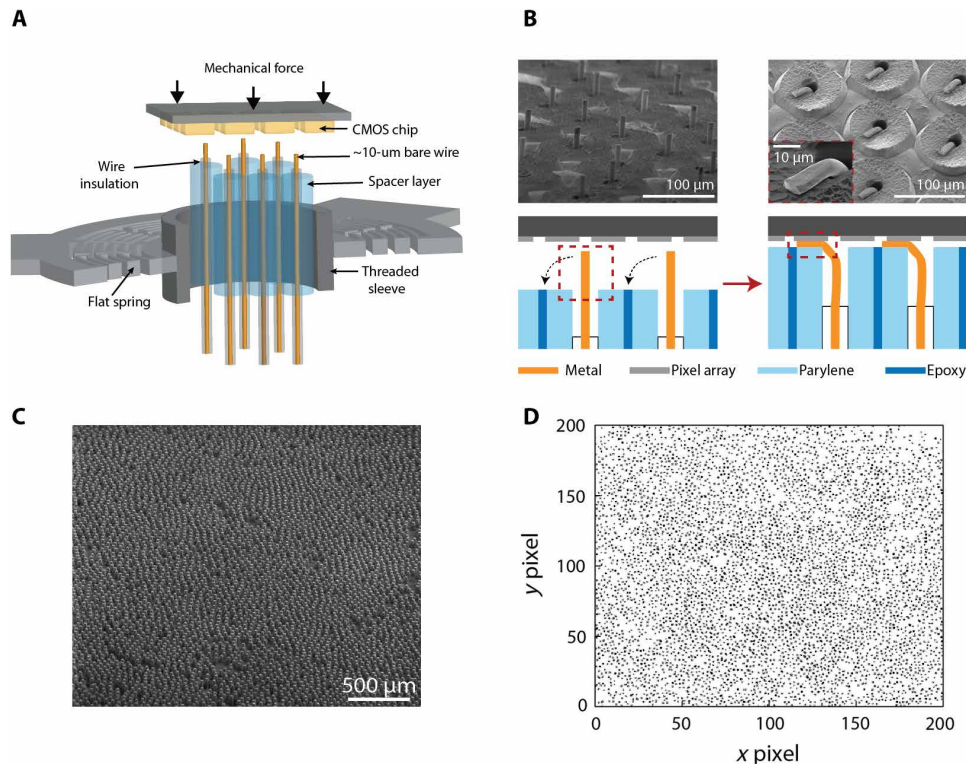 A
Mechanical force
CMOS chip
Wire
insulation
~10-um bare wire
Spacer layer
Threaded
sleeve
Flat spring
B
100 µm
10 µm
100 µm
Metal
Pixel array
Parylene
Epoxy
C
500 µm
D
200
150
100
50
0
y pixel
0
50
100
150
200
x pixel